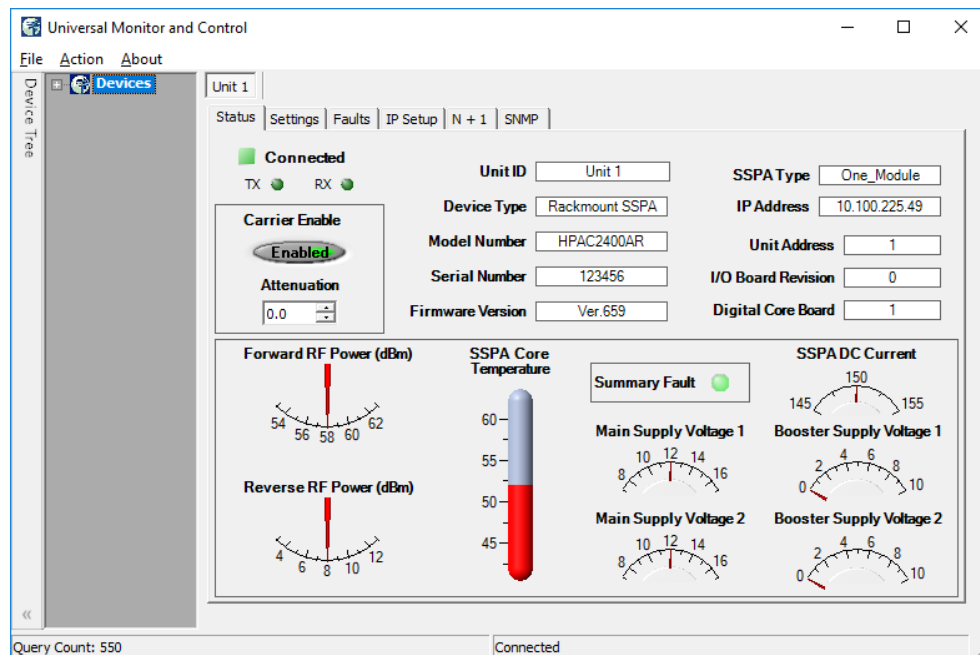 Universal Monitor and Control
File Action About
Device Tree
Devices
Unit 1
Status Settings Faults IP Setup N + 1 SNMP
Connected
TX RX
Carrier Enable
Enabled
Attenuation
0.0
Unit ID Unit 1
Device Type Rackmount SSPA
Model Number HPAC2400AR
Serial Number 123456
Firmware Version Ver.659
SSPA Type One_Module
IP Address 10.100.225.49
Unit Address 1
I/O Board Revision 0
Digital Core Board 1
Forward RF Power (dBm)
54 56 58 60 62
Reverse RF Power (dBm)
4 6 8 10 12
SSPA Core
Temperature
60
55
50
45
Summary Fault
SSPA DC Current
145 150 155
Main Supply Voltage 1
8 10 12 14 16
Booster Supply Voltage 1
0 2 4 6 8 10
Main Supply Voltage 2
8 10 12 14 16
Booster Supply Voltage 2
0 2 4 6 8 10
«
Query Count: 550
Connected